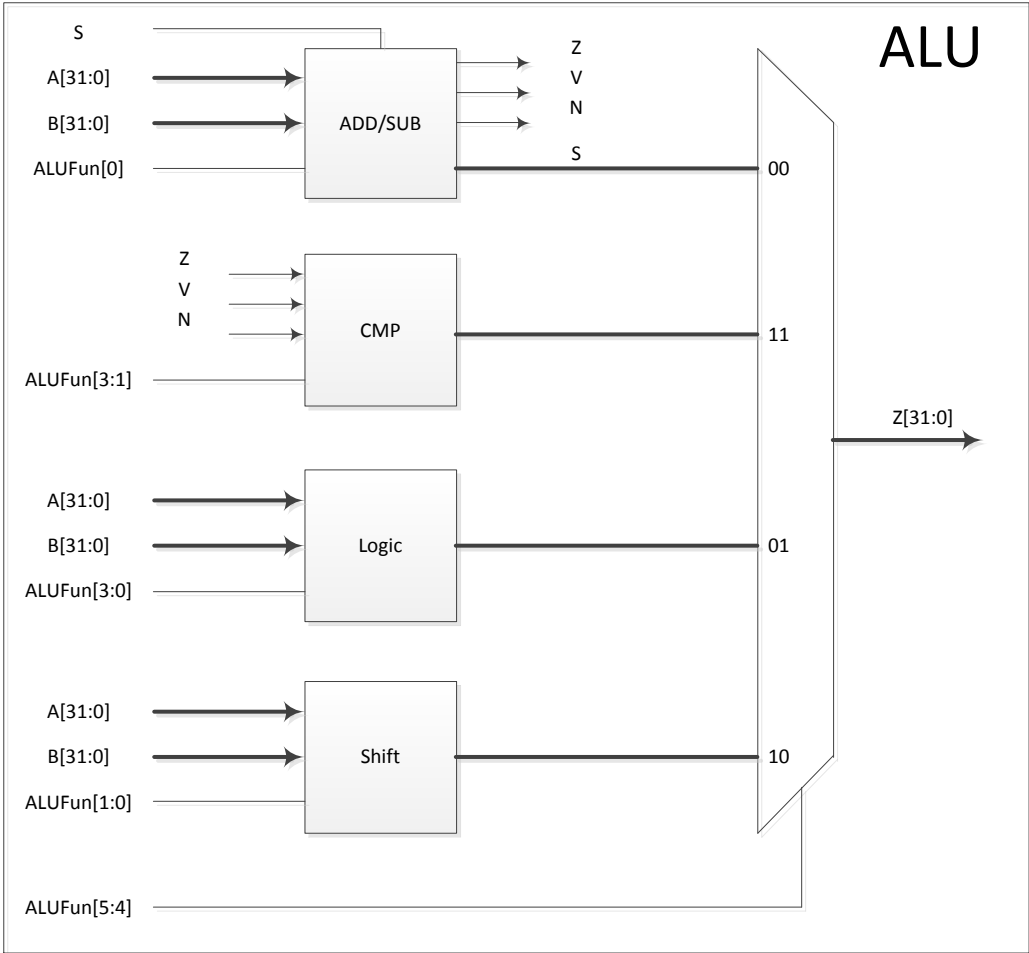 ALU
S
A[31:0]
B[31:0]
ALUFun[0]
ADD/SUB
Z
V
N
S
00
Z
V
N
ALUFun[3:1]
CMP
11
Z[31:0]
A[31:0]
B[31:0]
ALUFun[3:0]
Logic
01
A[31:0]
B[31:0]
ALUFun[1:0]
Shift
10
ALUFun[5:4]